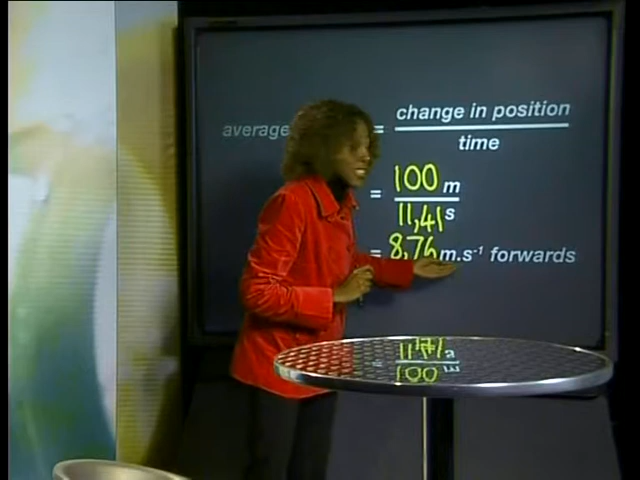 average = change in position
time
= 100 m
11,41 s
= 8,76 m.s⁻¹ forwards